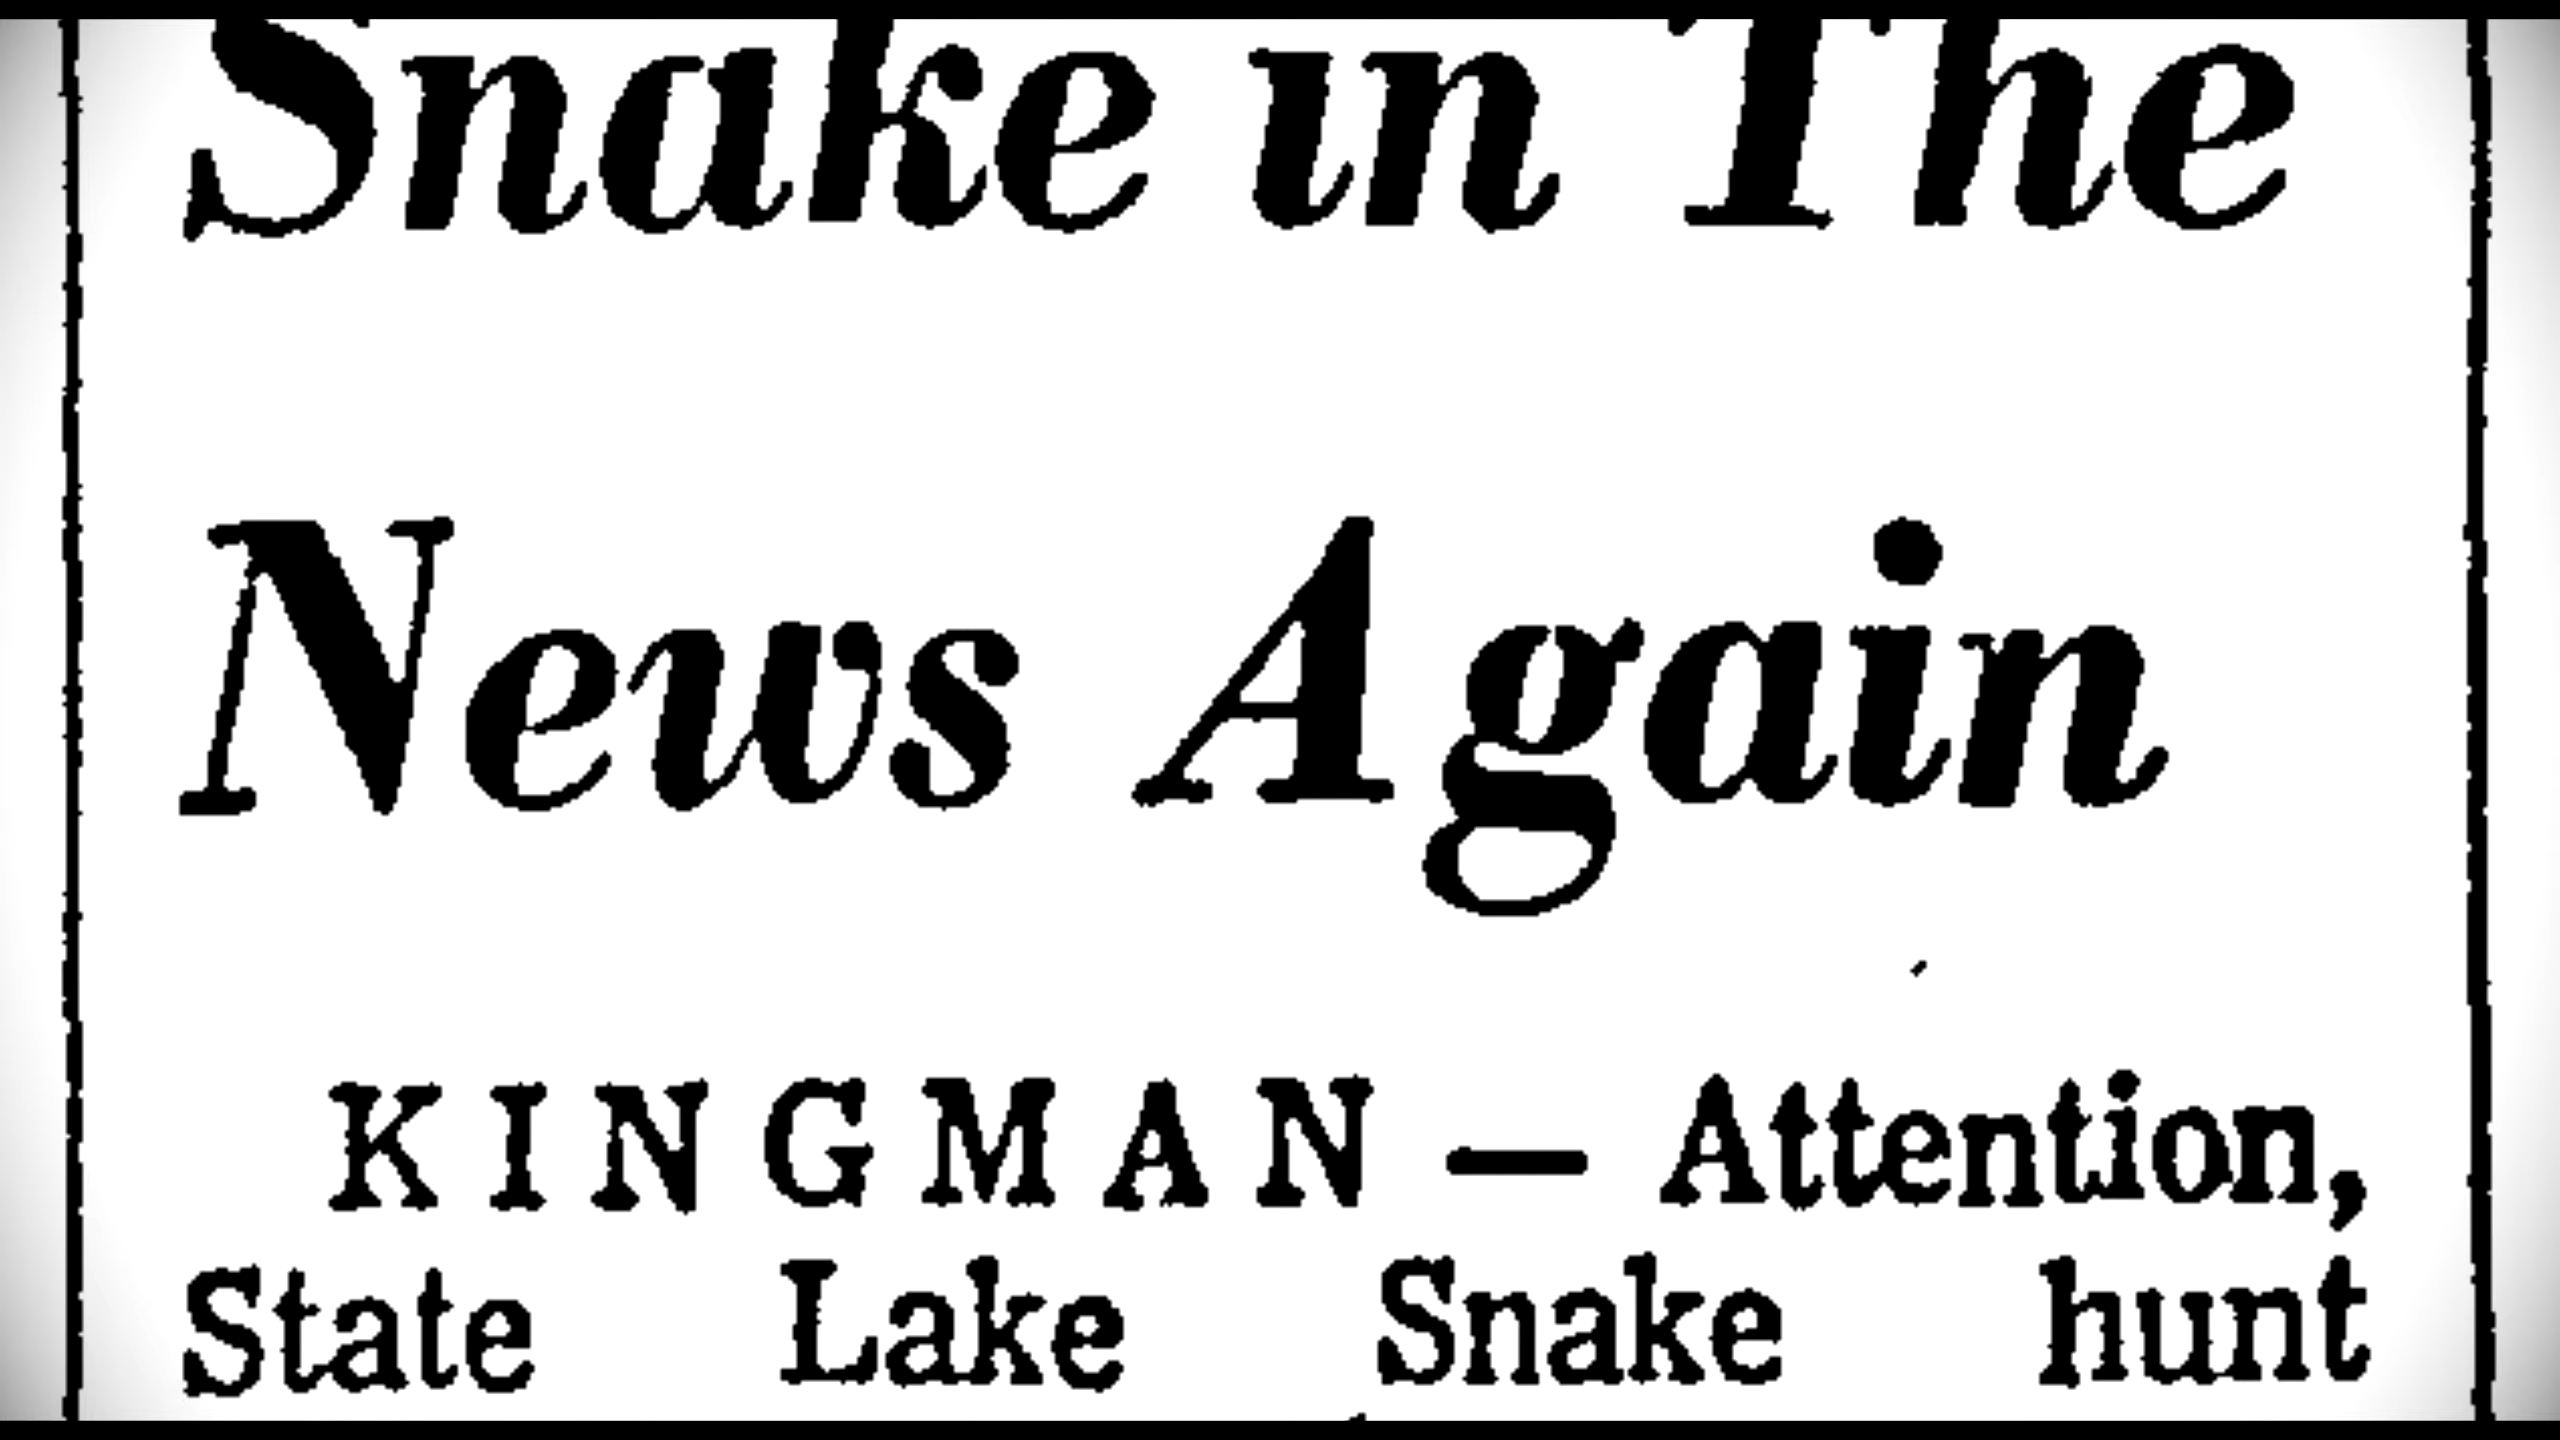 Snake in The
News Again
KINGMAN — Attention,
State Lake Snake hunt